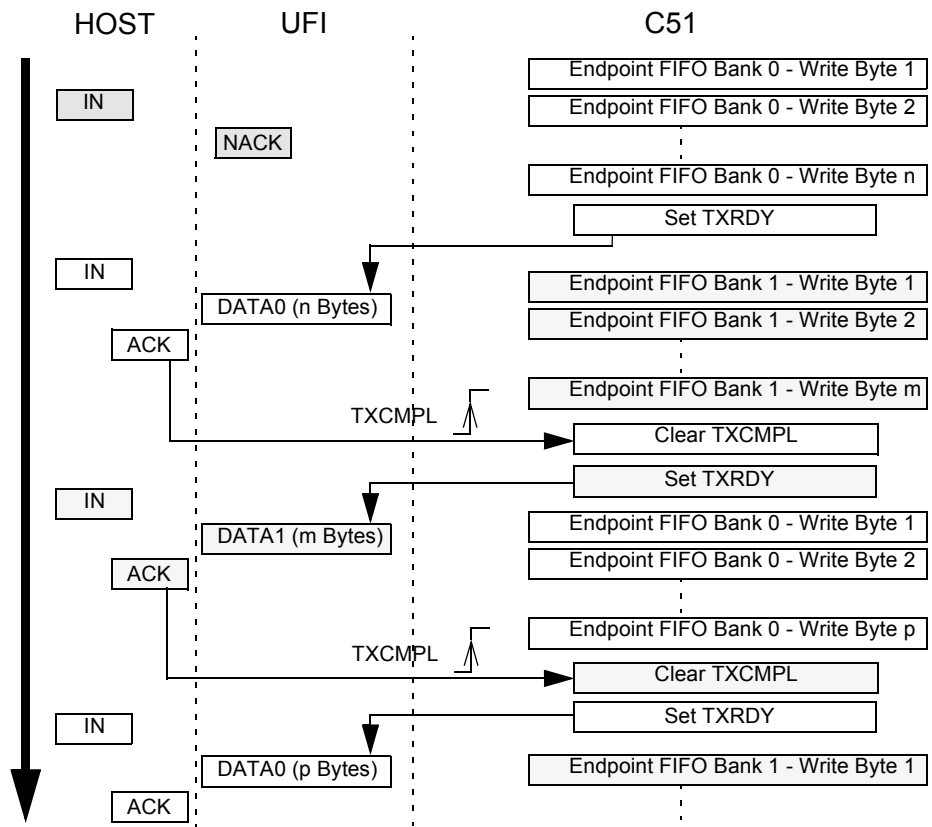 HOST UFI C51
Endpoint FIFO Bank 0 - Write Byte 1
IN Endpoint FIFO Bank 0 - Write Byte 2
NACK
Endpoint FIFO Bank 0 - Write Byte n
Set TXRDY
IN Endpoint FIFO Bank 1 - Write Byte 1
DATA0 (n Bytes) Endpoint FIFO Bank 1 - Write Byte 2
ACK
Endpoint FIFO Bank 1 - Write Byte m
TXCMPL
Clear TXCMPL
Set TXRDY
IN
DATA1 (m Bytes) Endpoint FIFO Bank 0 - Write Byte 1
ACK Endpoint FIFO Bank 0 - Write Byte 2
Endpoint FIFO Bank 0 - Write Byte p
TXCMPL
Clear TXCMPL
IN Set TXRDY
DATA0 (p Bytes) Endpoint FIFO Bank 1 - Write Byte 1
ACK